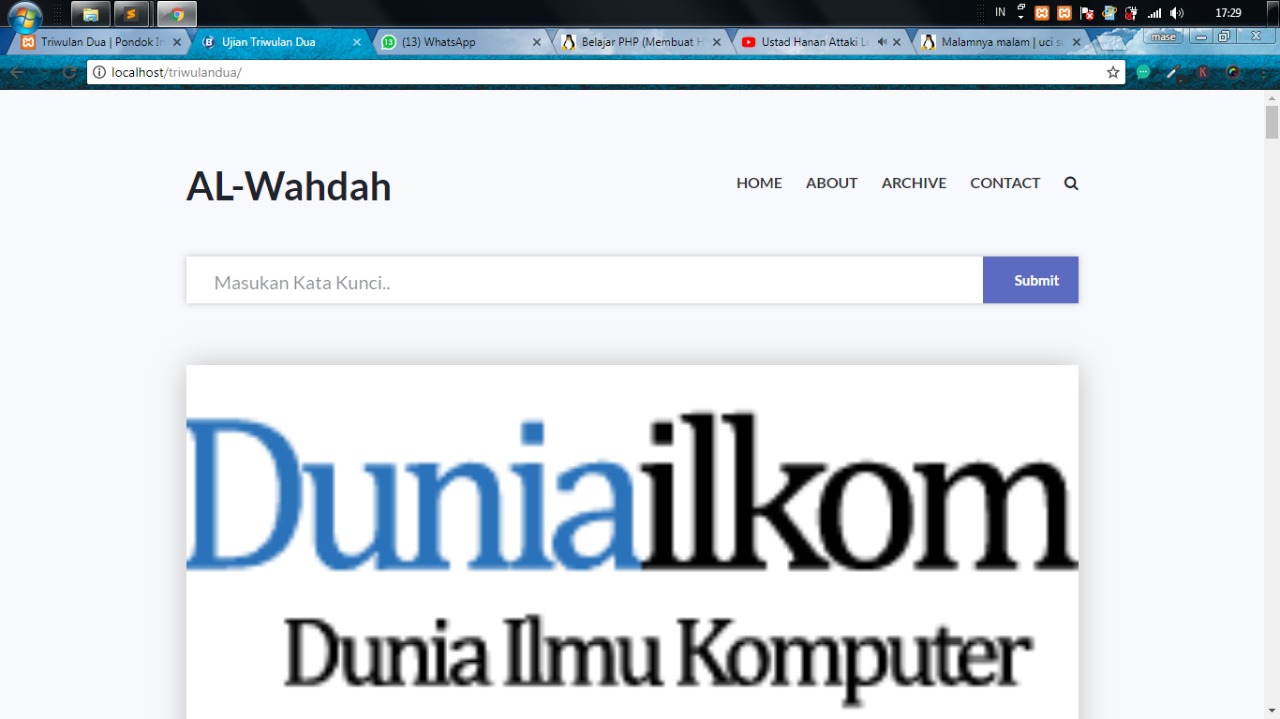 IN
17:29
Triwulan Dua | Pondok In
Ujian Triwulan Dua
(13) WhatsApp
Belajar PHP (Membuat H
Ustad Hanan Attaki L
Malamnya malam | uci su
mase
localhost/triwulandua/
AL-Wahdah
HOME
ABOUT
ARCHIVE
CONTACT
Masukan Kata Kunci..
Submit
Duniailkom
Dunia Ilmu Komputer